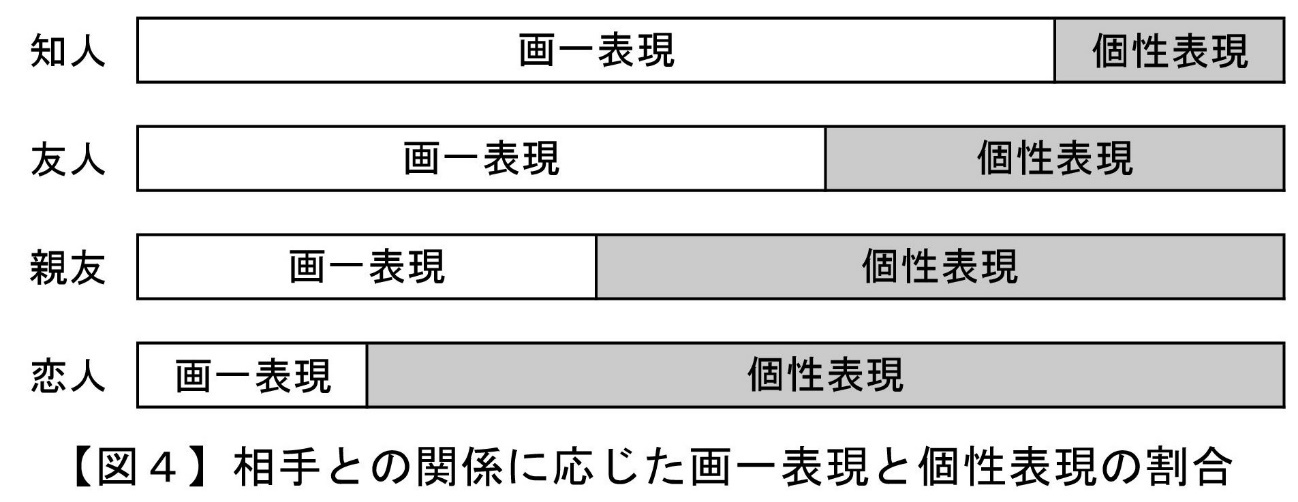 知人 画一表現 個性表現
友人 画一表現 個性表現
親友 画一表現 個性表現
恋人 画一表現 個性表現
【図４】相手との関係に応じた画一表現と個性表現の割合